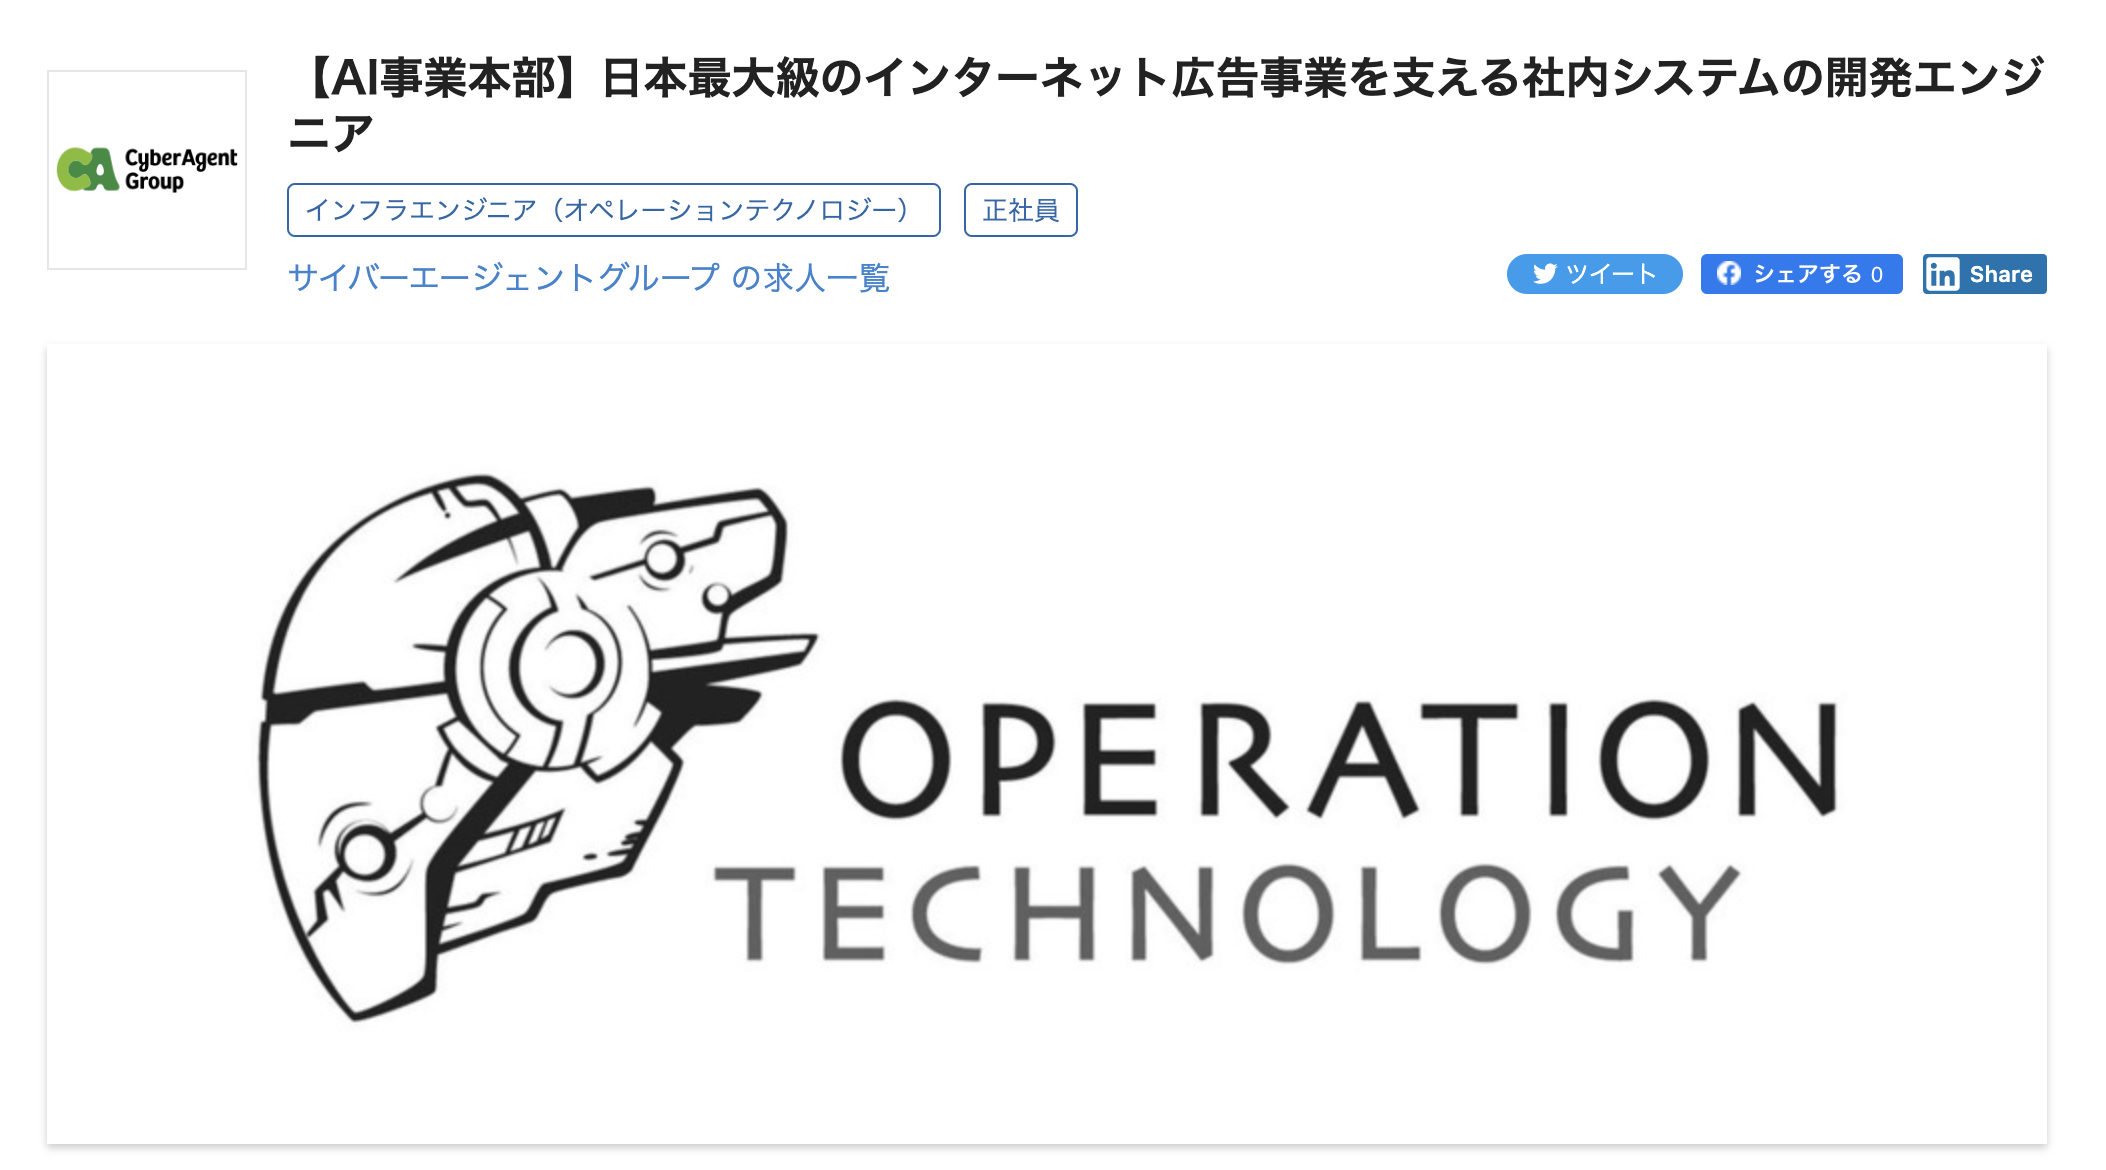 【AI事業本部】日本最大級のインターネット広告事業を支える社内システムの開発エンジ
ニア
CyberAgent
Group
インフラエンジニア（オペレーションテクノロジー）
正社員
サイバーエージェントグループ の求人一覧
ツイート
シェアする 0
in Share
OPERATION
TECHNOLOGY